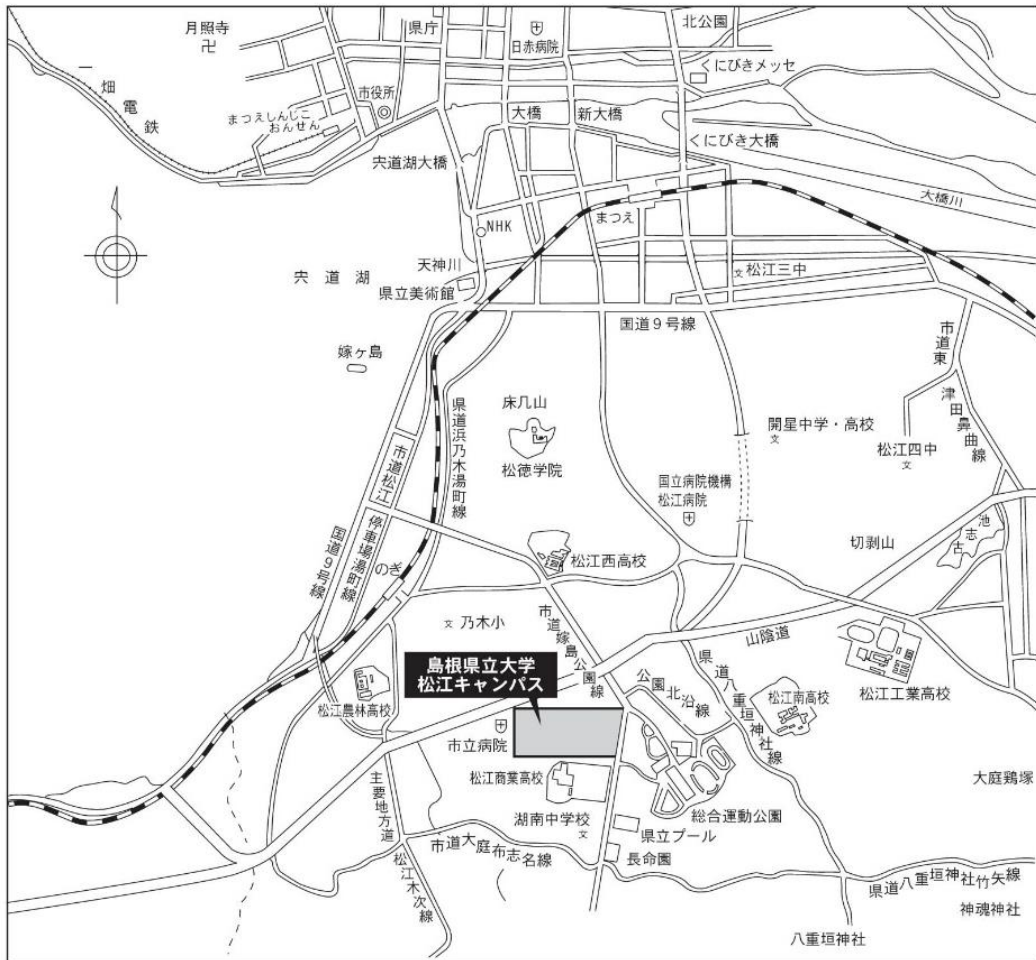 月照寺
県庁
日赤病院
北公園
くにびきメッセ
一畑電鉄
市役所
まつえしんじこ
おんせん
大橋
新大橋
くにびき大橋
宍道湖大橋
大橋川
まつえ
NHK
天神川
宍道湖
県立美術館
松江三中
国道9号線
市道東
津田鼻曲線
嫁ヶ島
県道浜乃木湯町線
床几山
松徳学院
開星中学・高校
松江四中
市道松江
停車場湯町線
国道9号線
国立病院機構
松江病院
切剥山
古志池
のぎ
松江西高校
乃木小
市道嫁島公園線
山陰道
島根県立大学
松江キャンパス
公園北沿線
県道八重垣神社線
松江南高校
松江工業高校
松江農林高校
市立病院
松江商業高校
主要地方道
松江木次線
湖南中学校
総合運動公園
県立プール
長命園
大庭鶏塚
市道大庭布志名線
県道八重垣神社竹矢線
神魂神社
八重垣神社